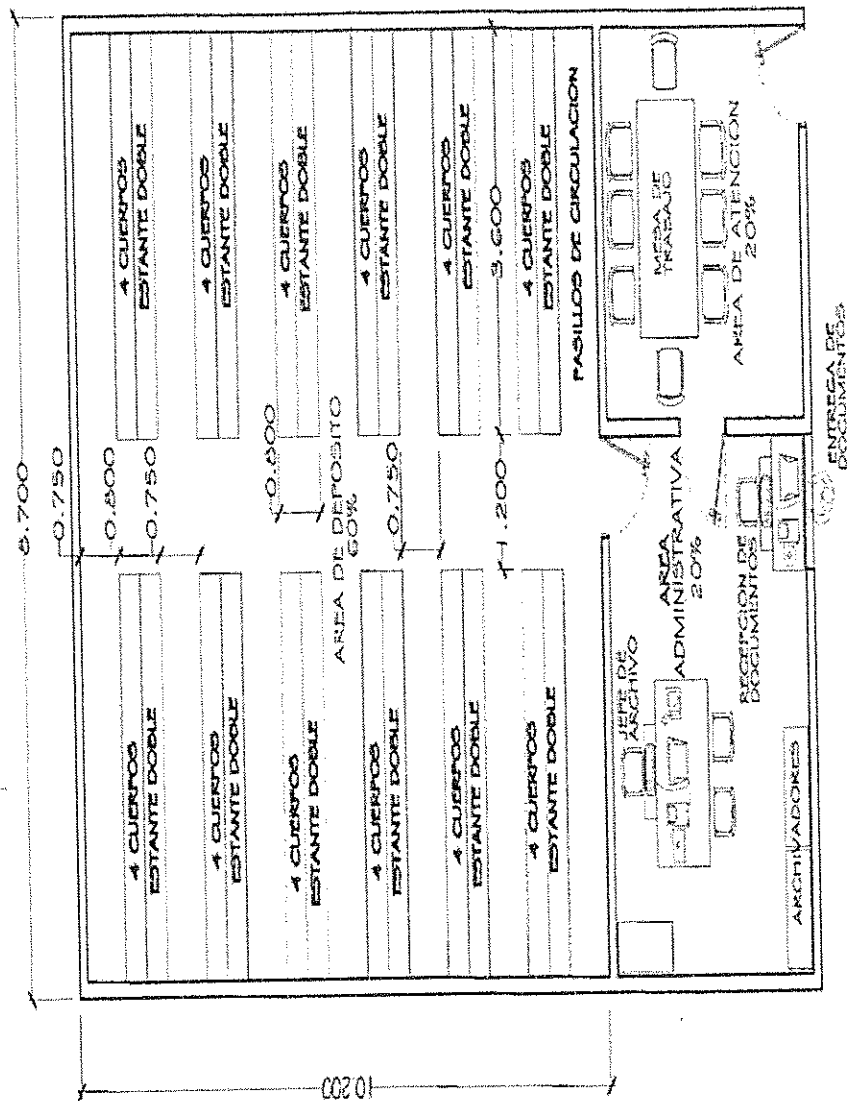 8.700
0.750
0.800
0.750
4 CUERPOS
ESTANTE DOBLE
4 CUERPOS
ESTANTE DOBLE
4 CUERPOS
ESTANTE DOBLE
4 CUERPOS
ESTANTE DOBLE
4 CUERPOS
ESTANTE DOBLE
4 CUERPOS
ESTANTE DOBLE
0.800
AREA DE DEPOSITO
60%
0.750
1.200
3.600
4 CUERPOS
ESTANTE DOBLE
4 CUERPOS
ESTANTE DOBLE
4 CUERPOS
ESTANTE DOBLE
4 CUERPOS
ESTANTE DOBLE
4 CUERPOS
ESTANTE DOBLE
4 CUERPOS
ESTANTE DOBLE
PASILLOS DE CIRCULACION
10.200
JEFE DE
ARCHIVO
AREA
ADMINISTRATIVA
20%
RECEPCION DE
DOCUMENTOS
ARCHIVADORES
MESA DE
TRABAJO
AREA DE ATENCION
20%
ENTREGA DE
DOCUMENTOS